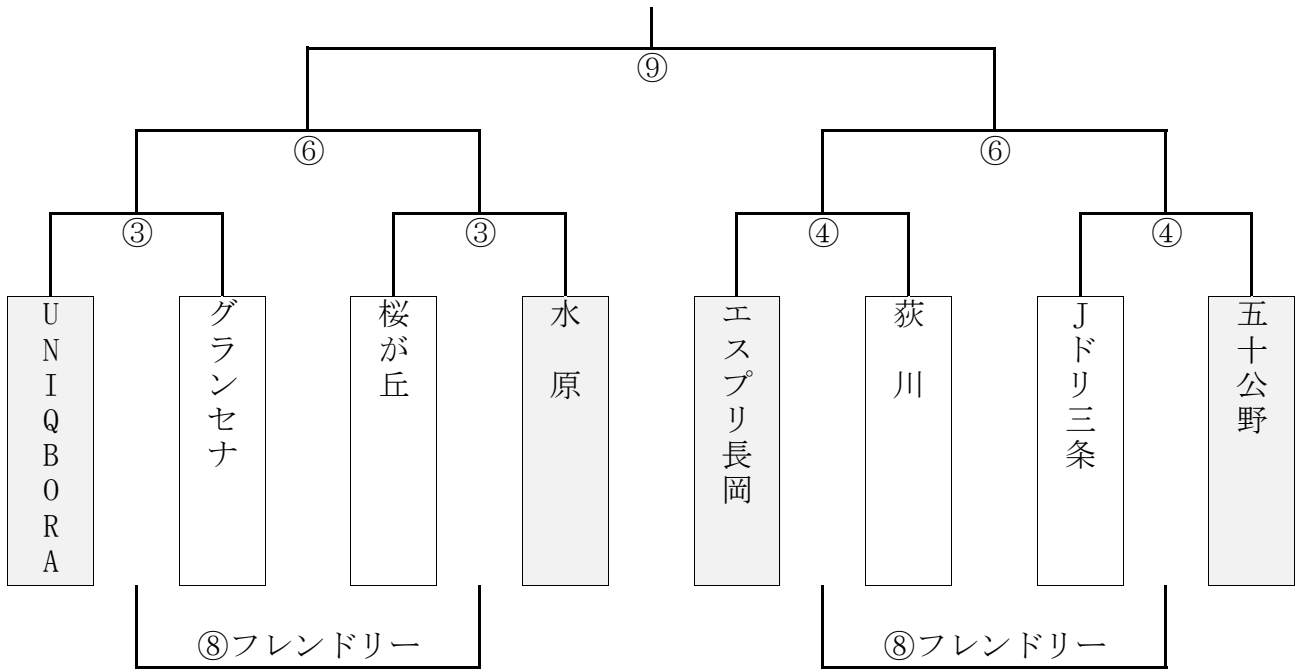 ⑨
⑥
⑥
③
③
④
④
UNIQBORA
グランセナ
桜が丘
水原
エスプリ長岡
荻川
Jドリ三条
五十公野
⑧フレンドリー
⑧フレンドリー